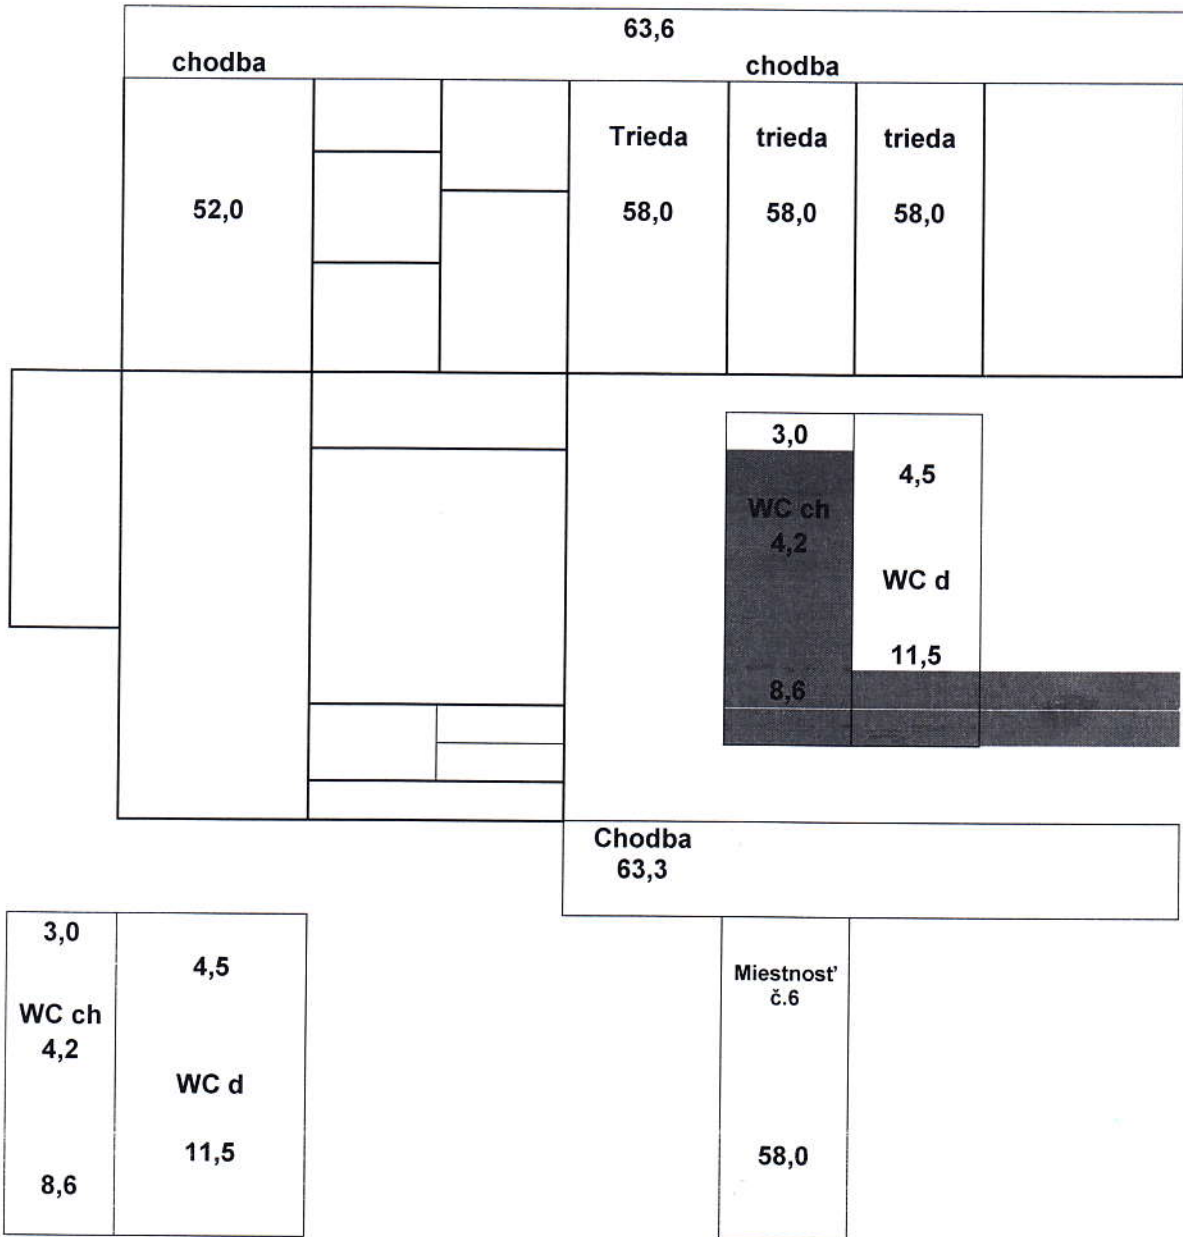 63,6
chodba chodba
Trieda trieda trieda
52,0 58,0 58,0 58,0
3,0
4,5
WC ch
4,2
WC d
11,5
8,6
Chodba
63,3
3,0
4,5
WC ch
4,2
WC d
11,5
8,6
Miestnosť
č.6
58,0